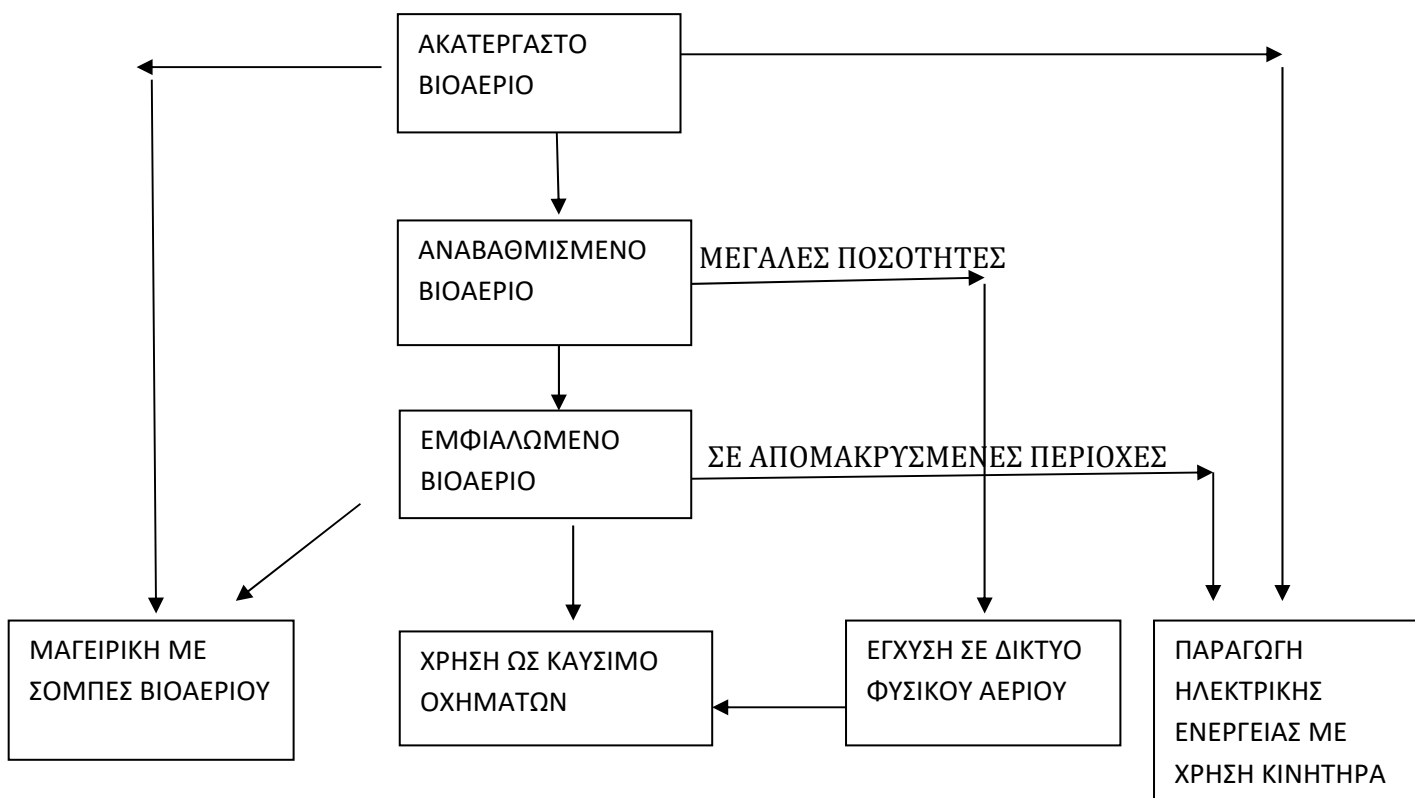 ΑΚΑΤΕΡΓΑΣΤΟ
ΒΙΟΑΕΡΙΟ
ΑΝΑΒΑΘΜΙΣΜΕΝΟ
ΒΙΟΑΕΡΙΟ
ΜΕΓΑΛΕΣ ΠΟΣΟΤΗΤΕΣ
ΕΜΦΙΑΛΩΜΕΝΟ
ΒΙΟΑΕΡΙΟ
ΣΕ ΑΠΟΜΑΚΡΥΣΜΕΝΕΣ ΠΕΡΙΟΧΕΣ
ΜΑΓΕΙΡΙΚΗ ΜΕ
ΣΟΜΠΕΣ ΒΙΟΑΕΡΙΟΥ
ΧΡΗΣΗ ΩΣ ΚΑΥΣΙΜΟ
ΟΧΗΜΑΤΩΝ
ΕΓΧΥΣΗ ΣΕ ΔΙΚΤΥΟ
ΦΥΣΙΚΟΥ ΑΕΡΙΟΥ
ΠΑΡΑΓΩΓΗ
ΗΛΕΚΤΡΙΚΗΣ
ΕΝΕΡΓΕΙΑΣ ΜΕ
ΧΡΗΣΗ ΚΙΝΗΤΗΡΑ